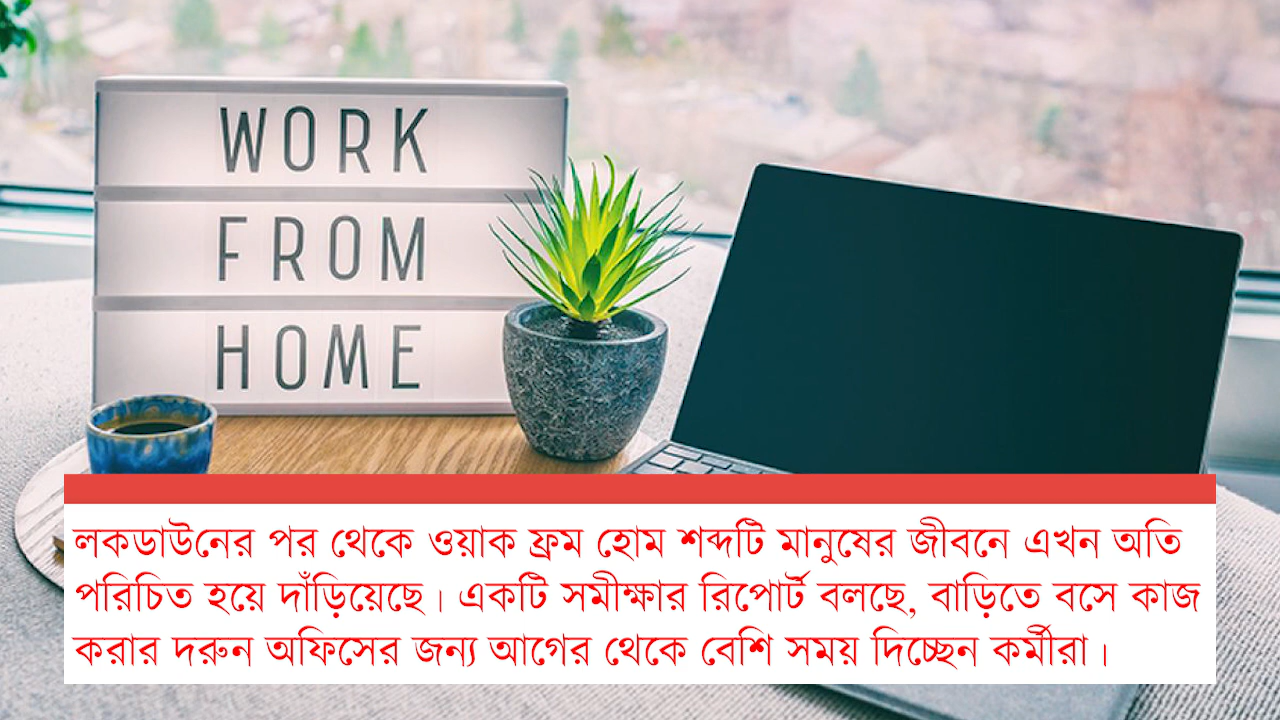 WORK
FROM
HOME
লকডাউনের পর থেকে ওয়াক ফ্রম হোম শব্দটি মানুষের জীবনে এখন অতি
পরিচিত হয়ে দাঁড়িয়েছে। একটি সমীক্ষার রিপোর্ট বলছে, বাড়িতে বসে কাজ
করার দরুন অফিসের জন্য আগের থেকে বেশি সময় দিচ্ছেন কর্মীরা।